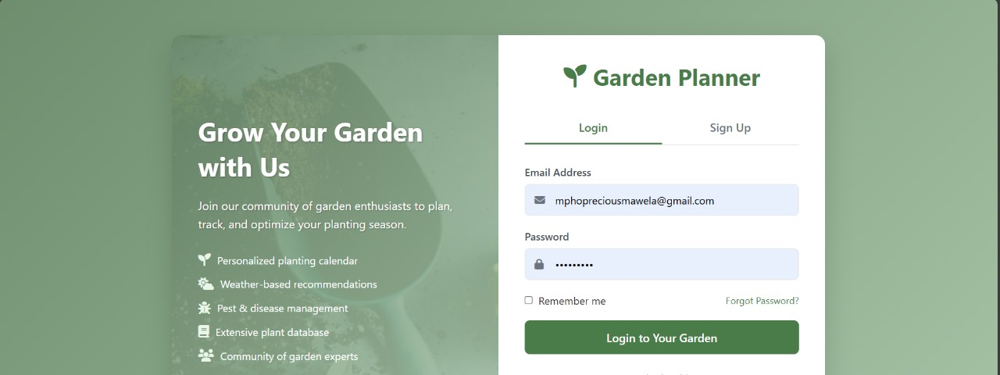 Grow Your Garden
with Us
Join our community of garden enthusiasts to plan,
track, and optimize your planting season.
Personalized planting calendar
Weather-based recommendations
Pest & disease management
Extensive plant database
Community of garden experts
Garden Planner
Login
Sign Up
Email Address
mphopreciousmawela@gmail.com
Password
•••••••••
Remember me
Forgot Password?
Login to Your Garden